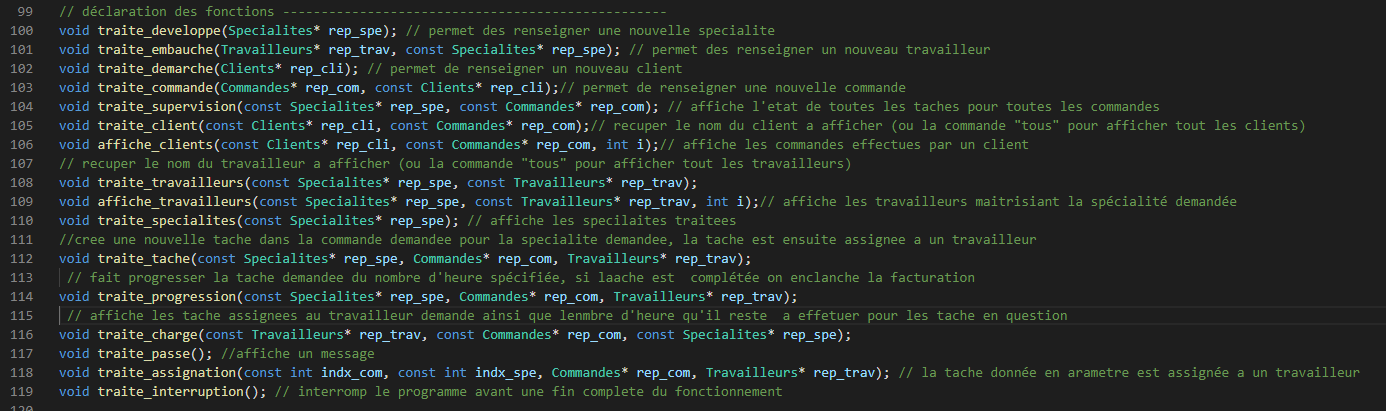 99 // déclaration des fonctions --------------------------------------------------
100 void traite_developpe(Specialites* rep_spe); // permet des renseigner une nouvelle specialite
101 void traite_embauche(Travailleurs* rep_trav, const Specialites* rep_spe); // permet des renseigner un nouveau travailleur
102 void traite_demarche(Clients* rep_cli); // permet de renseigner un nouveau client
103 void traite_commande(Commandes* rep_com, const Clients* rep_cli);// permet de renseigner une nouvelle commande
104 void traite_supervision(const Specialites* rep_spe, const Commandes* rep_com); // affiche l'etat de toutes les taches pour toutes les commandes
105 void traite_client(const Clients* rep_cli, const Commandes* rep_com);// recuper le nom du client a afficher (ou la commande "tous" pour afficher tout les clients)
106 void affiche_clients(const Clients* rep_cli, const Commandes* rep_com, int i);// affiche les commandes effectues par un client
107 // recuper le nom du travailleur a afficher (ou la commande "tous" pour afficher tout les travailleurs)
108 void traite_travailleurs(const Specialites* rep_spe, const Travailleurs* rep_trav);
109 void affiche_travailleurs(const Specialites* rep_spe, const Travailleurs* rep_trav, int i);// affiche les travailleurs maitrisiant la spécialité demandée
110 void traite_specialites(const Specialites* rep_spe); // affiche les specilaites traitees
111 //cree une nouvelle tache dans la commande demandee pour la specialite demandee, la tache est ensuite assignee a un travailleur
112 void traite_tache(const Specialites* rep_spe, Commandes* rep_com, Travailleurs* rep_trav);
113 // fait progresser la tache demandee du nombre d'heure spécifiée, si laache est  complétée on enclanche la facturation
114 void traite_progression(const Specialites* rep_spe, Commandes* rep_com, Travailleurs* rep_trav);
115 // affiche les tache assignees au travailleur demande ainsi que lenmbre d'heure qu'il reste  a effetuer pour les tache en question
116 void traite_charge(const Travailleurs* rep_trav, const Commandes* rep_com, const Specialites* rep_spe);
117 void traite_passe(); //affiche un message
118 void traite_assignation(const int indx_com, const int indx_spe, Commandes* rep_com, Travailleurs* rep_trav); // la tache donnée en arametre est assignée a un travailleur
119 void traite_interruption(); // interromp le programme avant une fin complete du fonctionnement
120